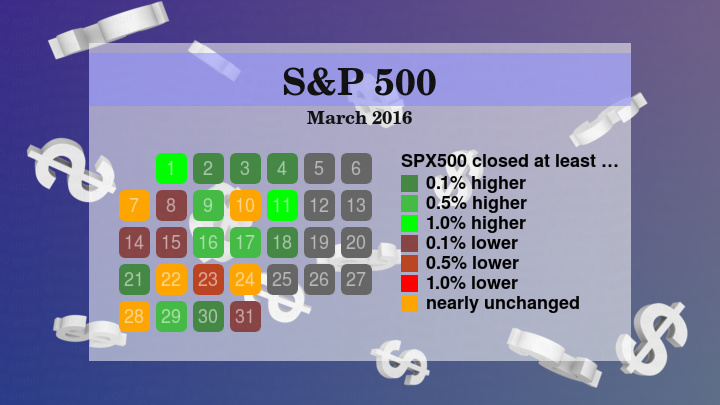 S&P 500
March 2016
1 2 3 4 5 6
7 8 9 10 11 12 13
14 15 16 17 18 19 20
21 22 23 24 25 26 27
28 29 30 31
SPX500 closed at least ...
0.1% higher
0.5% higher
1.0% higher
0.1% lower
0.5% lower
1.0% lower
nearly unchanged